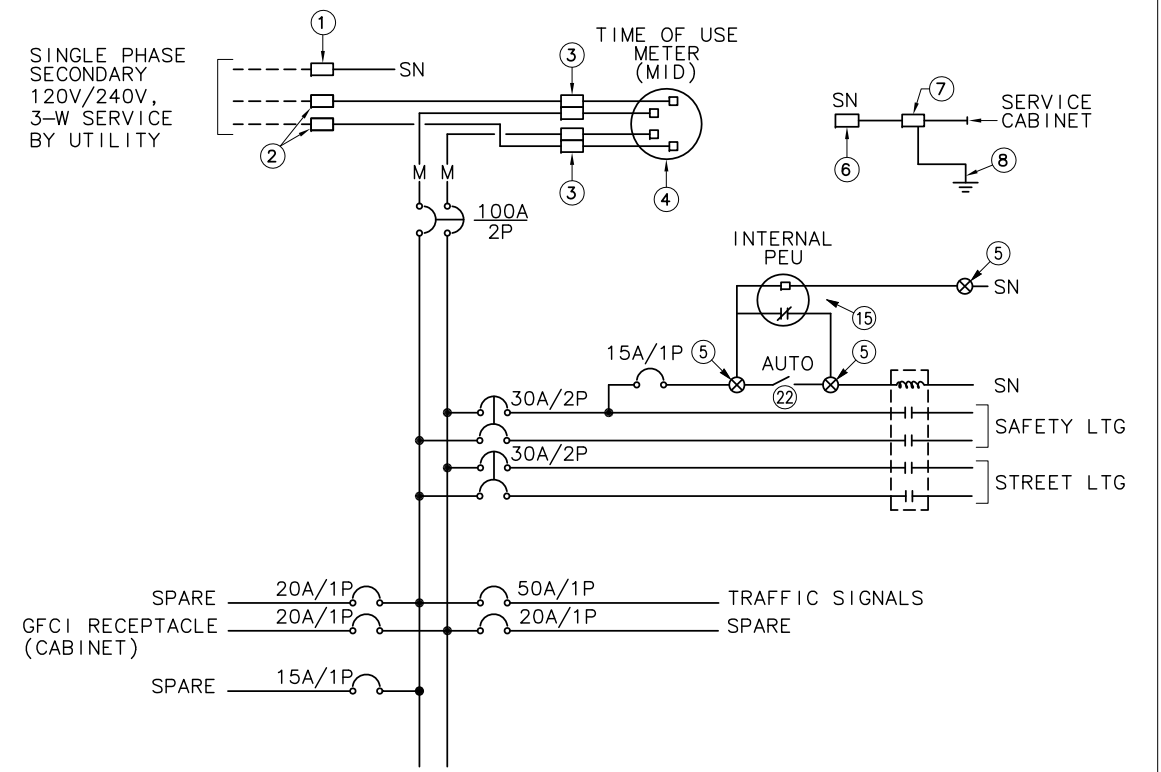 1
SINGLE PHASE
SECONDARY
120V/240V,
3-W SERVICE
BY UTILITY
SN
2
3
3
TIME OF USE
METER
(MID)
4
SN
6
7
SERVICE
CABINET
8
M M
100A
2P
INTERNAL
PEU
5
SN
15
15A/1P
5
AUTO
22
5
SN
30A/2P
SAFETY LTG
30A/2P
STREET LTG
SPARE 20A/1P 50A/1P TRAFFIC SIGNALS
GFCI RECEPTACLE 20A/1P 20A/1P SPARE
(CABINET)
SPARE 15A/1P